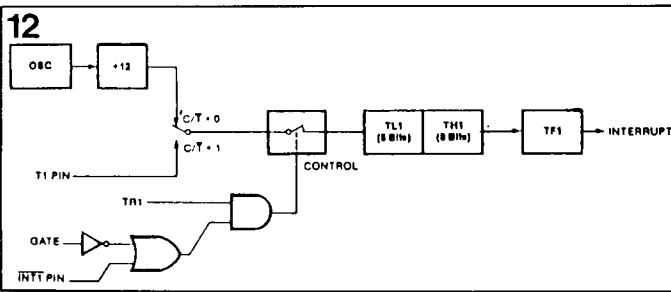 12
OSC
÷12
C/T̅ = 0
TL1
(8 Bits)
TH1
(8 Bits)
TF1
INTERRUPT
C/T̅ = 1
CONTROL
T1 PIN
TR1
GATE
I̅N̅T̅1̅ PIN